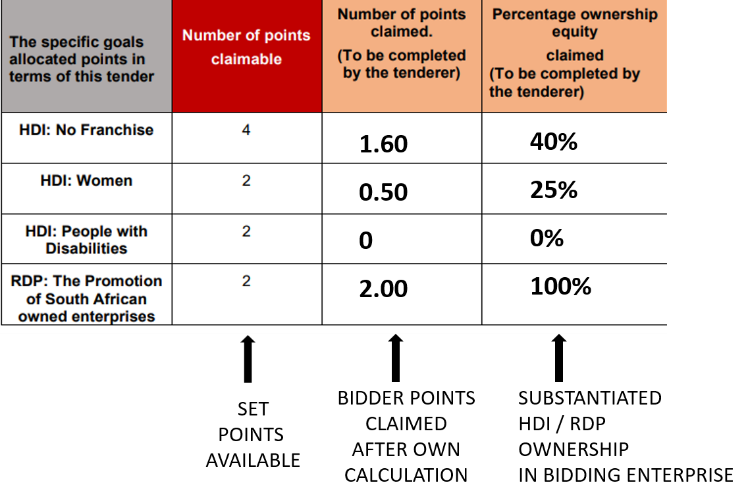 The specific goals
allocated points in
terms of this tender
Number of points
claimable
Number of points
claimed.
(To be completed
by the tenderer)
Percentage ownership
equity
claimed
(To be completed by
the tenderer)
HDI: No Franchise
4
1.60
40%
HDI: Women
2
0.50
25%
HDI: People with
Disabilities
2
0
0%
RDP: The Promotion
of South African
owned enterprises
2
2.00
100%
SET
POINTS
AVAILABLE
BIDDER POINTS
CLAIMED
AFTER OWN
CALCULATION
SUBSTANTIATED
HDI / RDP
OWNERSHIP
IN BIDDING ENTERPRISE